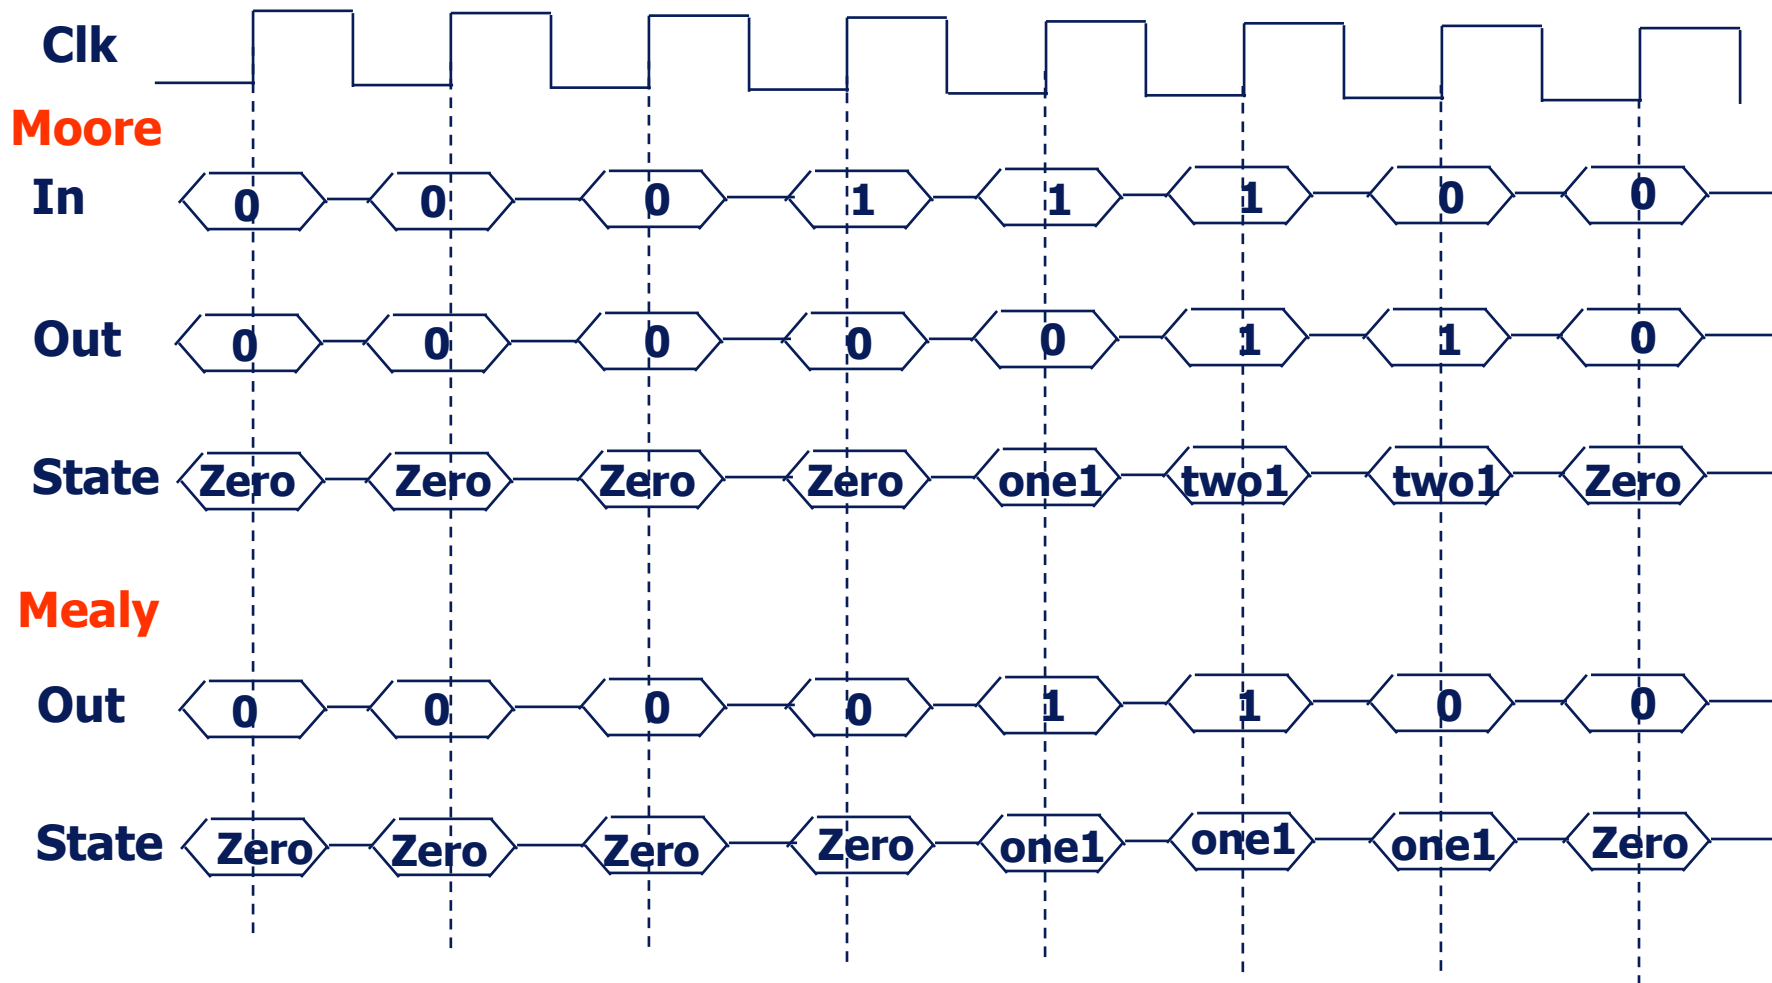 Clk
Moore
In 0 0 0 1 1 1 0 0
Out 0 0 0 0 0 1 1 0
State Zero Zero Zero Zero one1 two1 two1 Zero
Mealy
Out 0 0 0 0 1 1 0 0
State Zero Zero Zero Zero one1 one1 one1 Zero